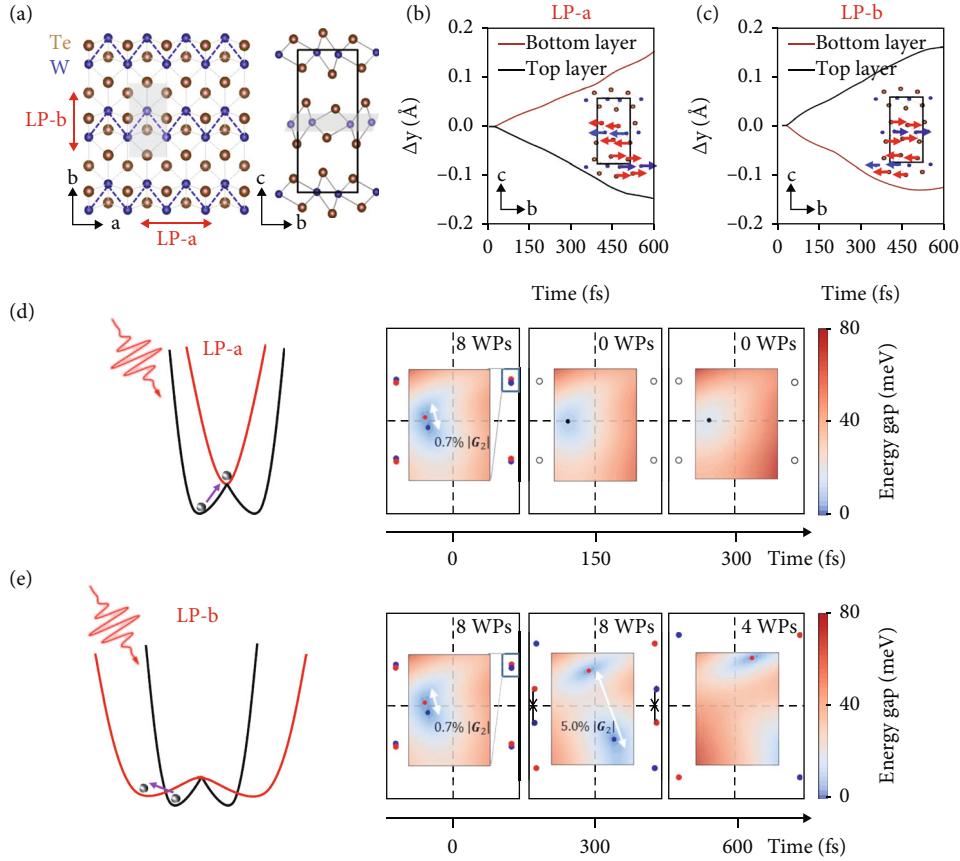 (a)
Te
W
LP-b
b
a
LP-a
c
b
(b)
LP-a
Bottom layer
Top layer
Δy (Å)
0.2
0.1
0.0
−0.1
−0.2
c
b
0 150 300 450 600
Time (fs)
(c)
LP-b
Bottom layer
Top layer
Δy (Å)
0.2
0.1
0.0
−0.1
−0.2
c
b
0 150 300 450 600
Time (fs)
(d)
LP-a
8 WPs
0.7% |G₂|
0 WPs
0 WPs
0 150 300 Time (fs)
80
40
0
Energy gap (meV)
(e)
LP-b
8 WPs
0.7% |G₂|
8 WPs
5.0% |G₂|
4 WPs
0 300 600 Time (fs)
80
40
0
Energy gap (meV)